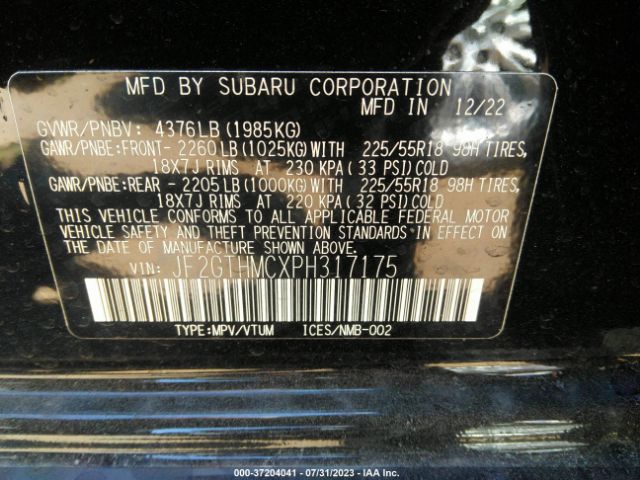 MFD BY SUBARU CORPORATION
MFD IN 12/22
GVWR/PNBV: 4376LB(1985KG)
GAWR/PNBE:FRONT- 2260LB(1025KG)WITH 225/55R18 98H TIRES,
18X7J RIMS AT 230 KPA(33 PSI)COLD
GAWR/PNBE:REAR - 2205LB(1000KG)WITH 225/55R18 98H TIRES,
18X7J RIMS AT 220 KPA(32 PSI)COLD
THIS VEHICLE CONFORMS TO ALL APPLICABLE FEDERAL MOTOR
VEHICLE SAFETY AND THEFT PREVENTION STANDARDS IN EFFECT ON
THE DATE OF MANUFACTURE SHOWN ABOVE.
VIN: JF2GTHMCXPH317175
TYPE:MPV/VTUM ICES/NMB-002
000-37204041 - 07/31/2023 - IAA Inc.